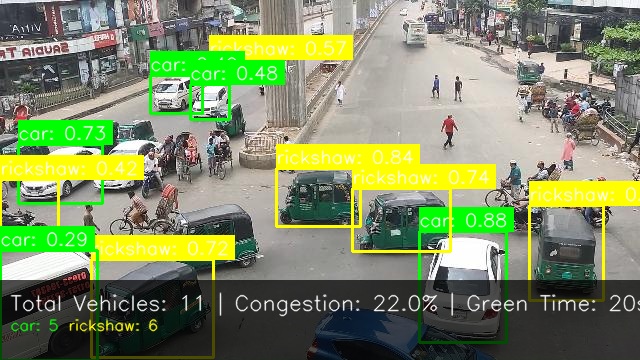 rickshaw: 0.57
car: 0.48
car: 0.73
rickshaw: 0.84
rickshaw: 0.42
rickshaw: 0.74
rickshaw: 0.
car: 0.88
car: 0.29
rickshaw: 0.72
Total Vehicles: 11 | Congestion: 22.0% | Green Time: 20s
car: 5 rickshaw: 6